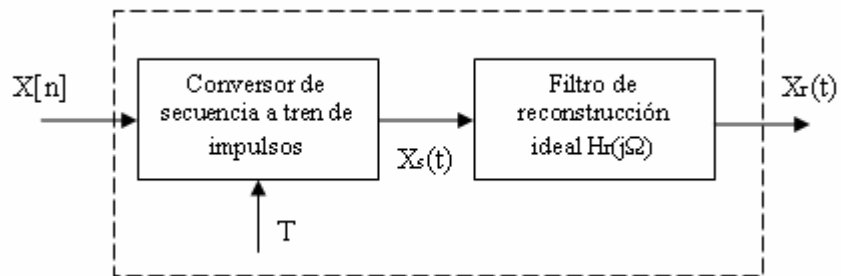 X[n]
Conversor de
secuencia a tren de
impulsos
Xs(t)
T
Filtro de
reconstrucción
ideal Hr(jΩ)
Xr(t)